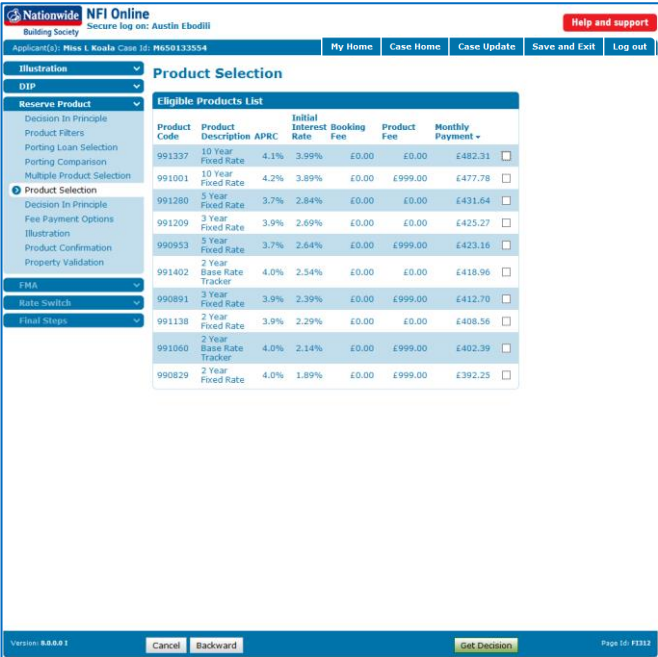 Nationwide
Building Society
NFI Online
Secure log on: Austin Ebodili
Help and support
Applicant(s): Miss L Koala Case Id: M650133554
My Home Case Home Case Update Save and Exit Log out
Illustration
DIP
Reserve Product
Decision In Principle
Product Filters
Porting Loan Selection
Porting Comparison
Multiple Product Selection
Product Selection
Decision In Principle
Fee Payment Options
Illustration
Product Confirmation
Property Validation
FMA
Rate Switch
Final Steps
Product Selection
Eligible Products List
Product Code Product Description APRC Initial Interest Rate Booking Fee Product Fee Monthly Payment
991337 10 Year Fixed Rate 4.1% 3.99% £0.00 £0.00 £482.31
991001 10 Year Fixed Rate 4.2% 3.89% £0.00 £999.00 £477.78
991280 5 Year Fixed Rate 3.7% 2.84% £0.00 £0.00 £431.64
991209 3 Year Fixed Rate 3.9% 2.69% £0.00 £0.00 £425.27
990953 5 Year Fixed Rate 3.7% 2.64% £0.00 £999.00 £423.16
991402 2 Year Base Rate Tracker 4.0% 2.54% £0.00 £0.00 £418.96
990891 3 Year Fixed Rate 3.9% 2.39% £0.00 £999.00 £412.70
991138 2 Year Fixed Rate 3.9% 2.29% £0.00 £0.00 £408.56
991060 2 Year Base Rate Tracker 4.0% 2.14% £0.00 £999.00 £402.39
990829 2 Year Fixed Rate 4.0% 1.89% £0.00 £999.00 £392.25
Version: 8.0.0.0 I
Cancel Backward Get Decision
Page Id: FI312